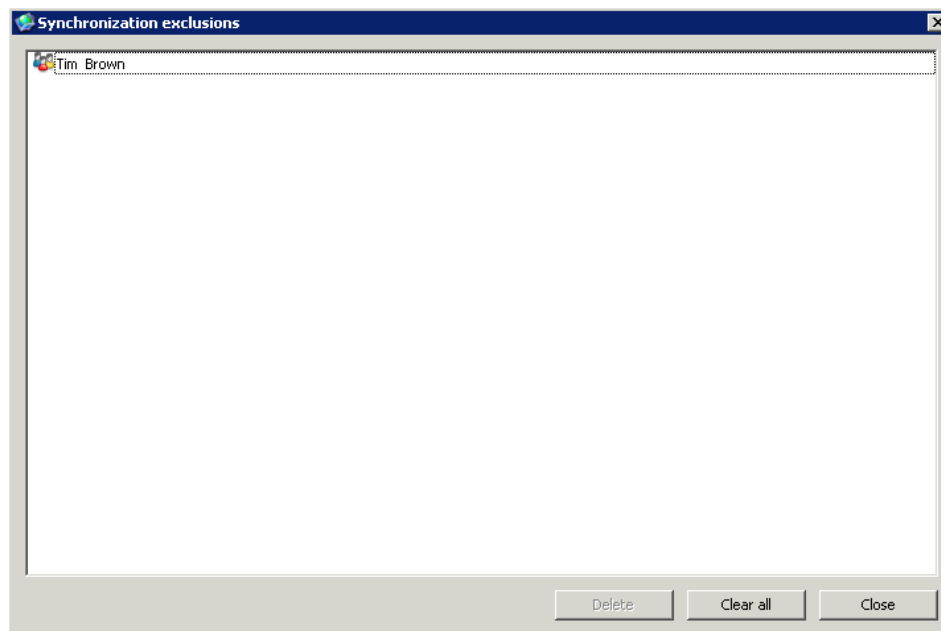 Synchronization exclusions
Tim Brown
Delete
Clear all
Close